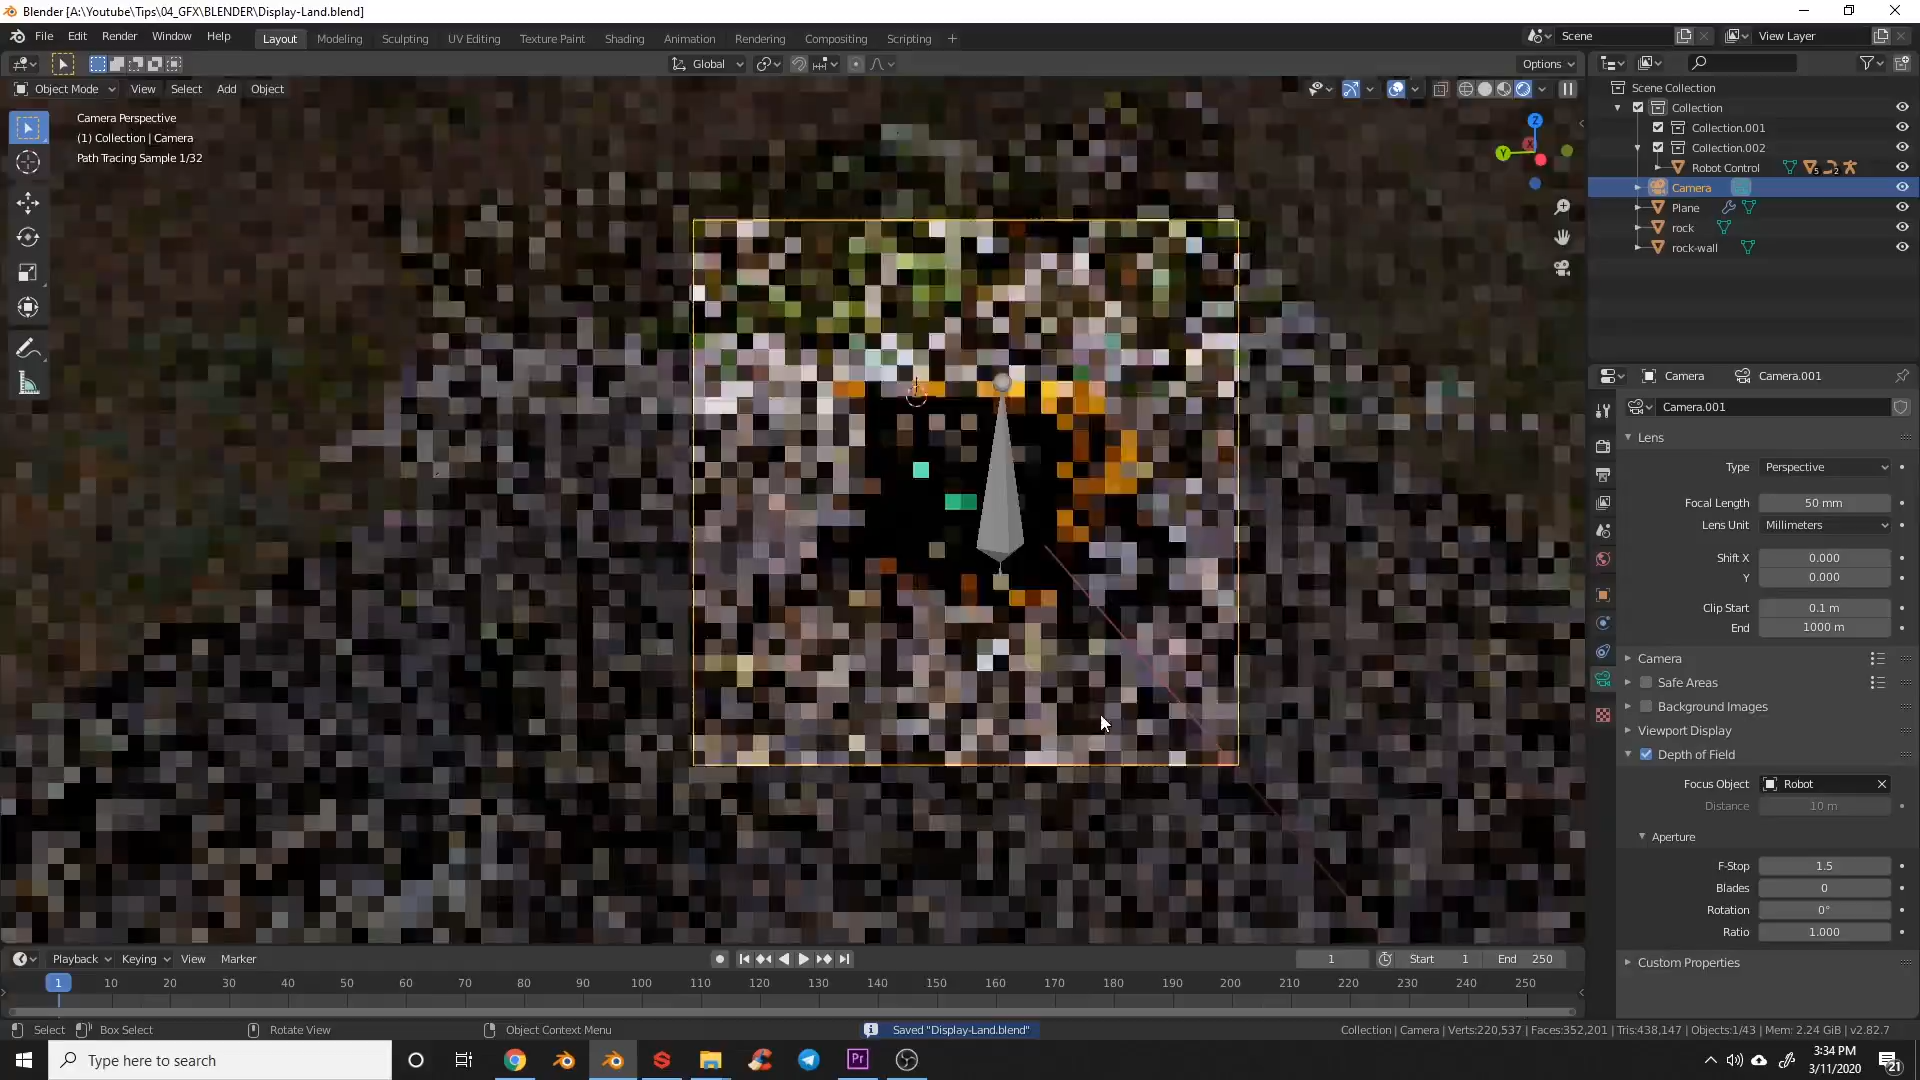 Blender [A:\Youtube\Tips\04_GFX\BLENDER\Display-Land.blend]
File Edit Render Window Help Layout Modeling Sculpting UV Editing Texture Paint Shading Animation Rendering Compositing Scripting + Scene View Layer
Global Options
Object Mode View Select Add Object
Camera Perspective
(1) Collection | Camera
Path Tracing Sample 1/32
Z
Y
X
Scene Collection
Collection
Collection.001
Collection.002
Robot Control 5 2
Camera
Plane
rock
rock-wall
Camera Camera.001
Camera.001
Lens
Type Perspective
Focal Length 50 mm
Lens Unit Millimeters
Shift X 0.000
Y 0.000
Clip Start 0.1 m
End 1000 m
Camera
Safe Areas
Background Images
Viewport Display
Depth of Field
Focus Object Robot
Distance 10 m
Aperture
F-Stop 1.5
Blades 0
Rotation 0°
Ratio 1.000
Custom Properties
Playback Keying View Marker 1 Start 1 End 250
1 10 20 30 40 50 60 70 80 90 100 110 120 130 140 150 160 170 180 190 200 210 220 230 240 250
Select Box Select Rotate View Object Context Menu Saved "Display-Land.blend" Collection | Camera | Verts:220,537 | Faces:352,201 | Tris:438,147 | Objects:1/43 | Mem: 2.24 GiB | v2.82.7
Type here to search Pr 3:34 PM
3/11/2020 21